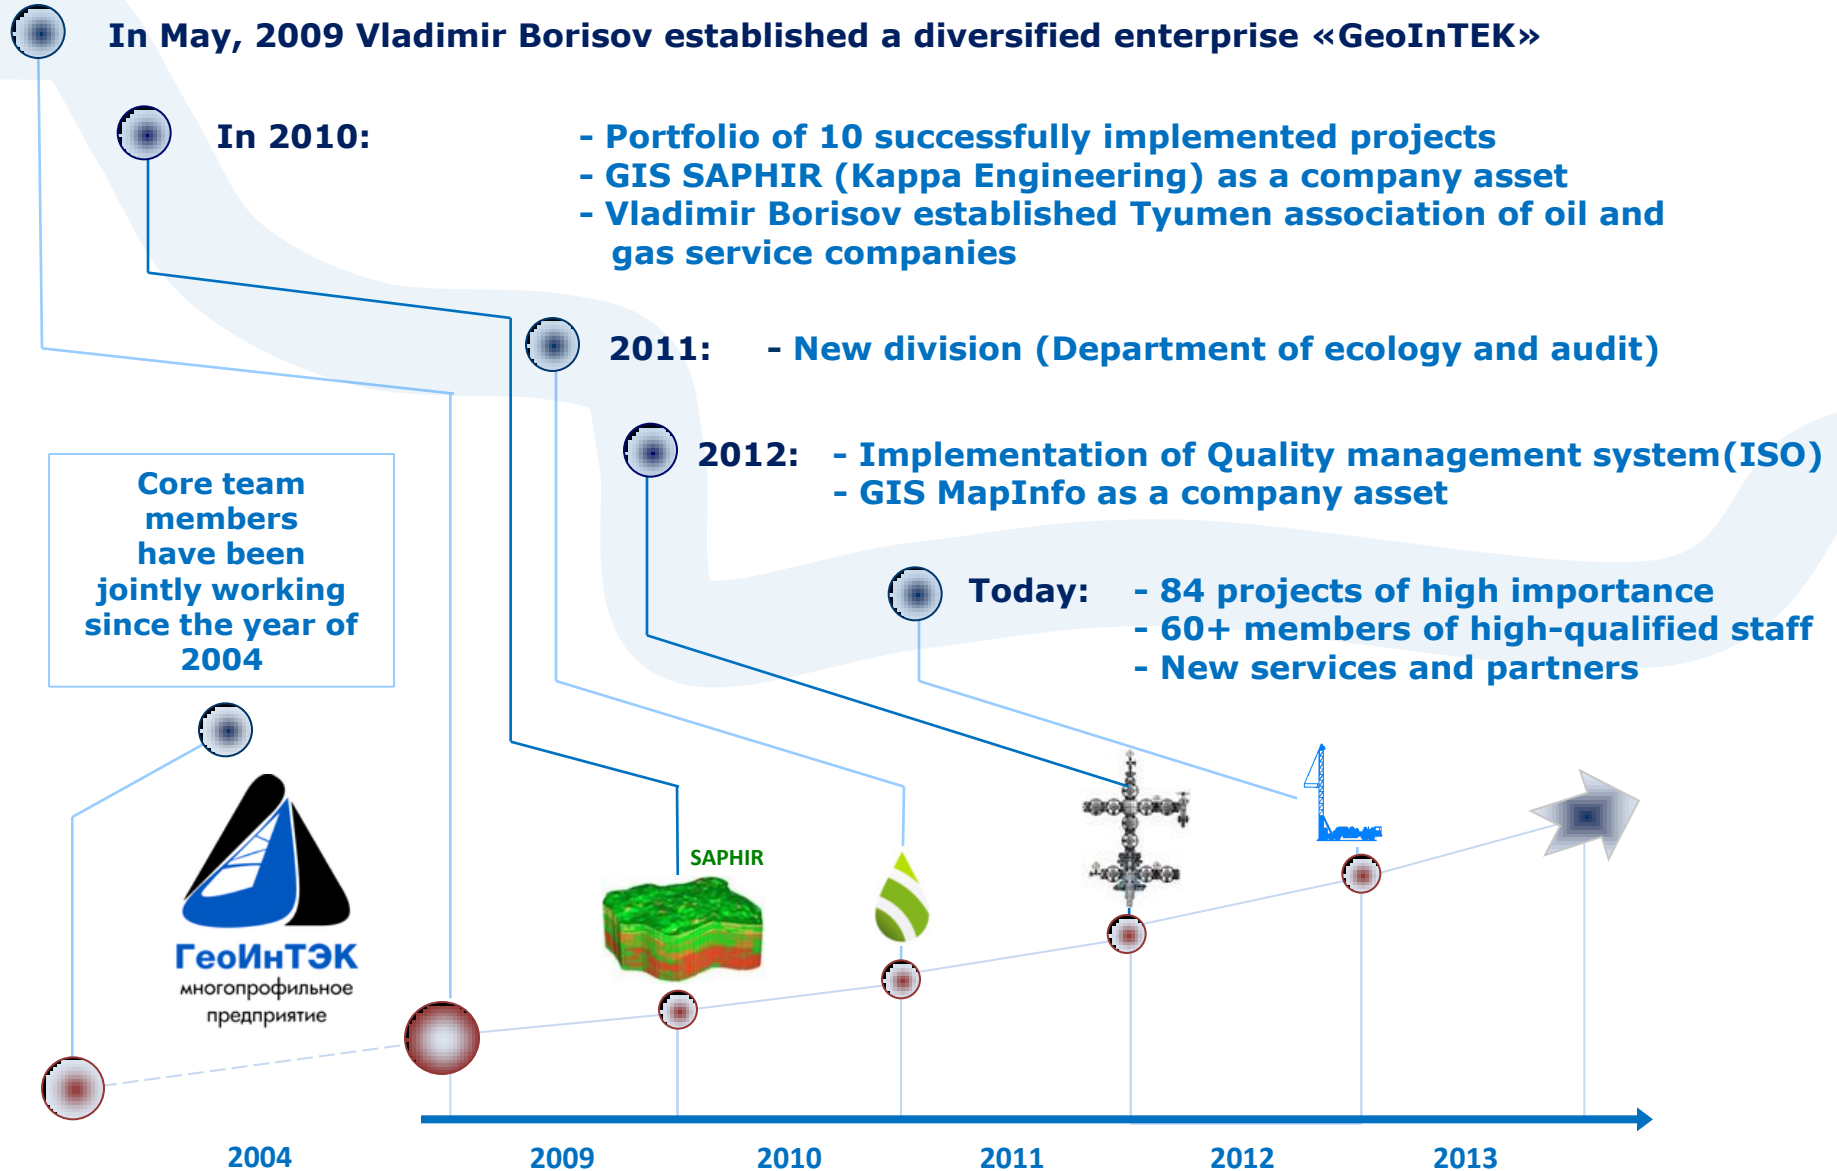 In May, 2009 Vladimir Borisov established a diversified enterprise «GeoInTEK»
In 2010:
- Portfolio of 10 successfully implemented projects
- GIS SAPHIR (Kappa Engineering) as a company asset
- Vladimir Borisov established Tyumen association of oil and
gas service companies
2011: - New division (Department of ecology and audit)
2012: - Implementation of Quality management system(ISO)
- GIS MapInfo as a company asset
Core team
members
have been
jointly working
since the year of
2004
Today: - 84 projects of high importance
- 60+ members of high-qualified staff
- New services and partners
ГеоИнТЭК
многопрофильное
предприятие
SAPHIR
2004 2009 2010 2011 2012 2013